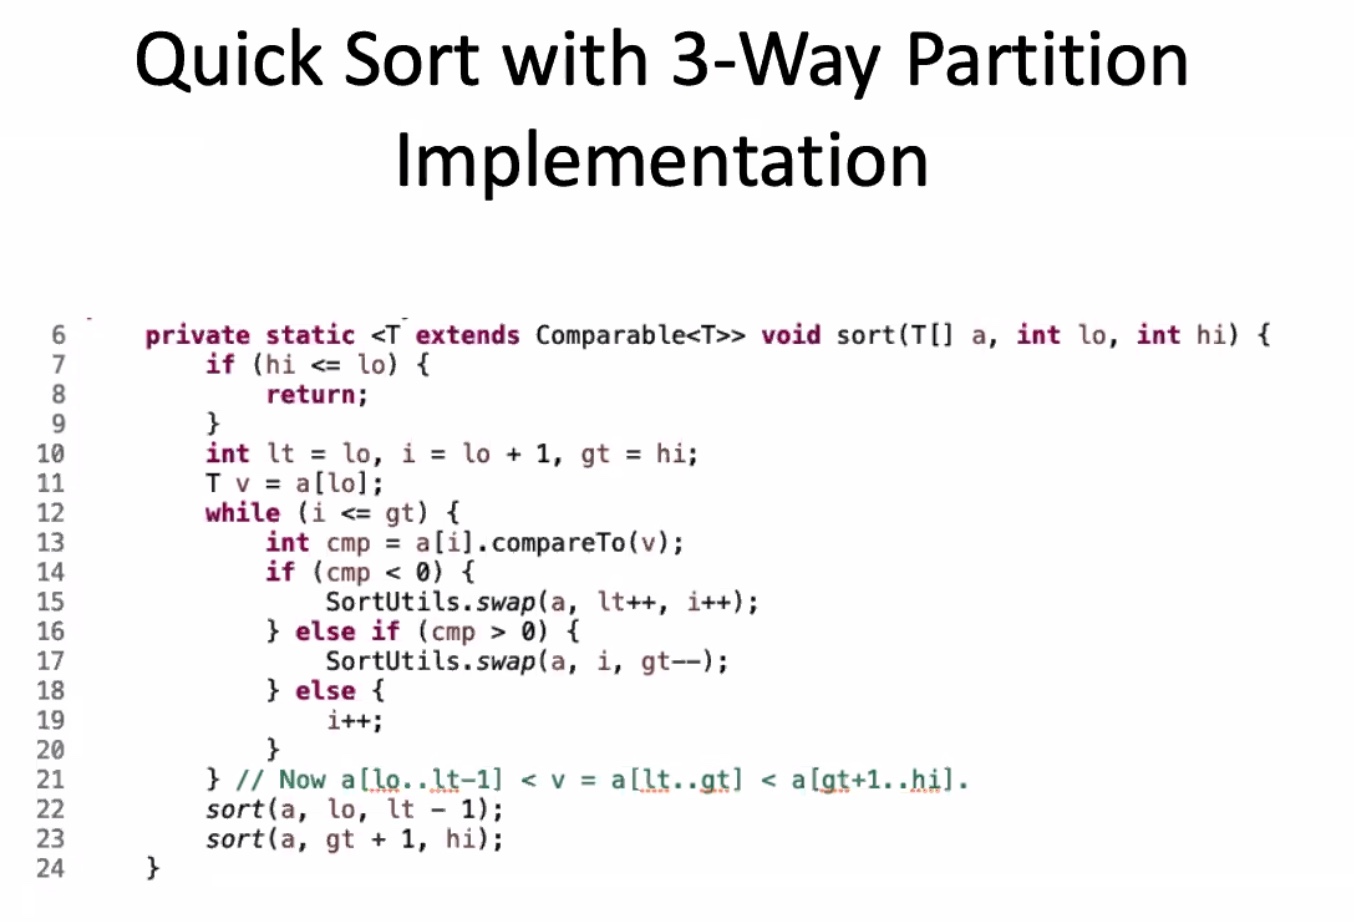 Quick Sort with 3-Way Partition
Implementation
6 private static <T extends Comparable<T>> void sort(T[] a, int lo, int hi) {
7 if (hi <= lo) {
8 return;
9 }
10 int lt = lo, i = lo + 1, gt = hi;
11 T v = a[lo];
12 while (i <= gt) {
13 int cmp = a[i].compareTo(v);
14 if (cmp < 0) {
15 SortUtils.swap(a, lt++, i++);
16 } else if (cmp > 0) {
17 SortUtils.swap(a, i, gt--);
18 } else {
19 i++;
20 }
21 } // Now a[lo..lt-1] < v = a[lt..gt] < a[gt+1..hi].
22 sort(a, lo, lt - 1);
23 sort(a, gt + 1, hi);
24 }